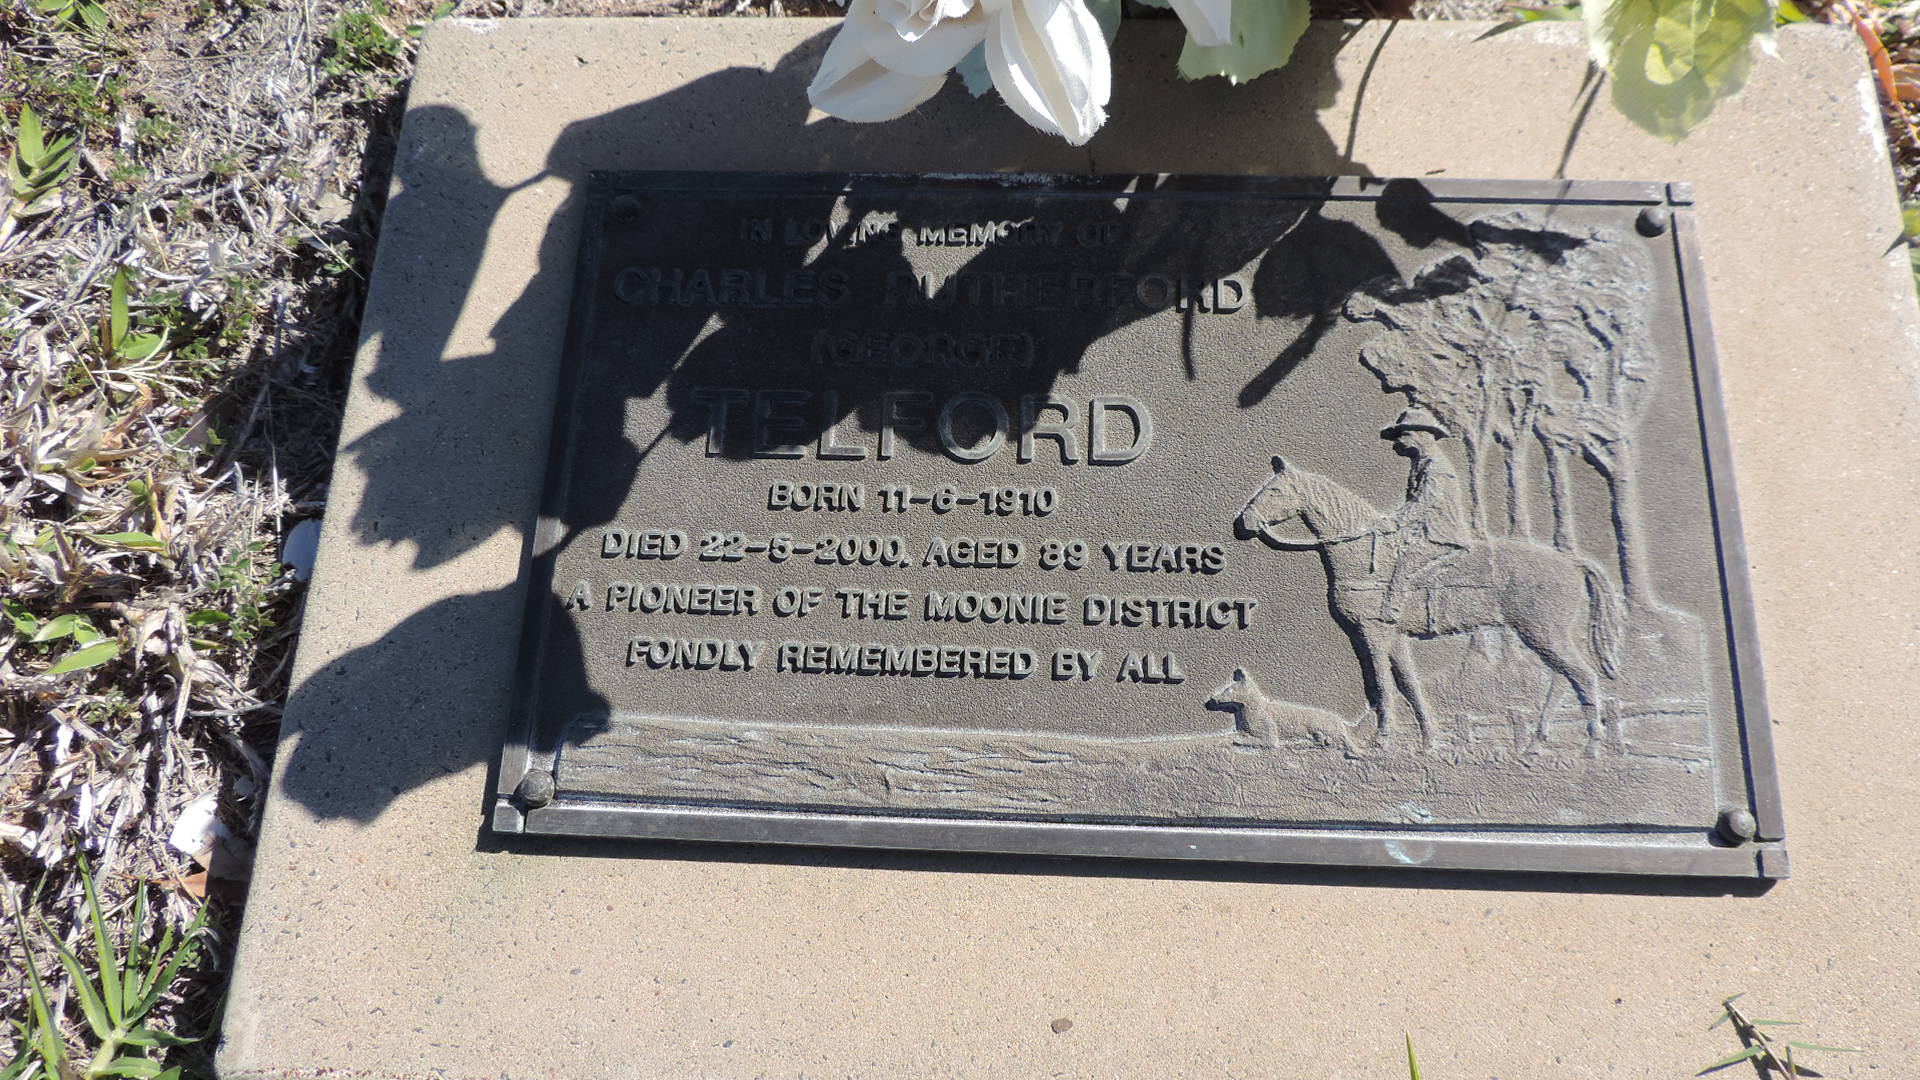 IN LOVING MEMORY OF
CHARLES RUTHERFORD
(GEORGE)
TELFORD
BORN 11-6-1910
DIED 22-5-2000, AGED 89 YEARS
A PIONEER OF THE MOONIE DISTRICT
FONDLY REMEMBERED BY ALL